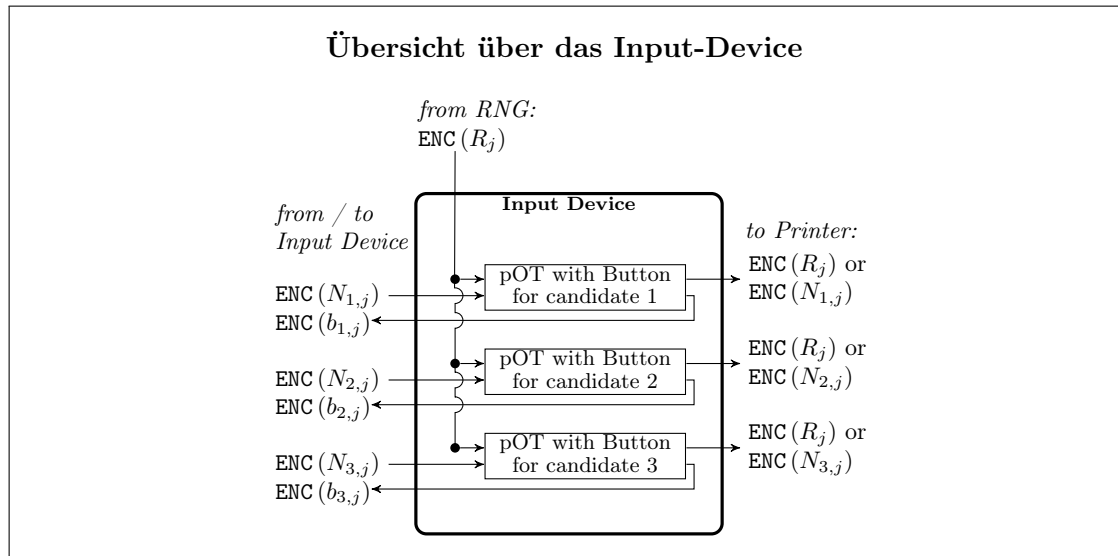 Übersicht über das Input-Device
from RNG:
ENC (R_j)
Input Device
from / to
Input Device
to Printer:
pOT with Button
for candidate 1
ENC (R_j) or
ENC (N_{1,j})
ENC (N_{1,j})
ENC (b_{1,j})
pOT with Button
for candidate 2
ENC (R_j) or
ENC (N_{2,j})
ENC (N_{2,j})
ENC (b_{2,j})
pOT with Button
for candidate 3
ENC (R_j) or
ENC (N_{3,j})
ENC (N_{3,j})
ENC (b_{3,j})